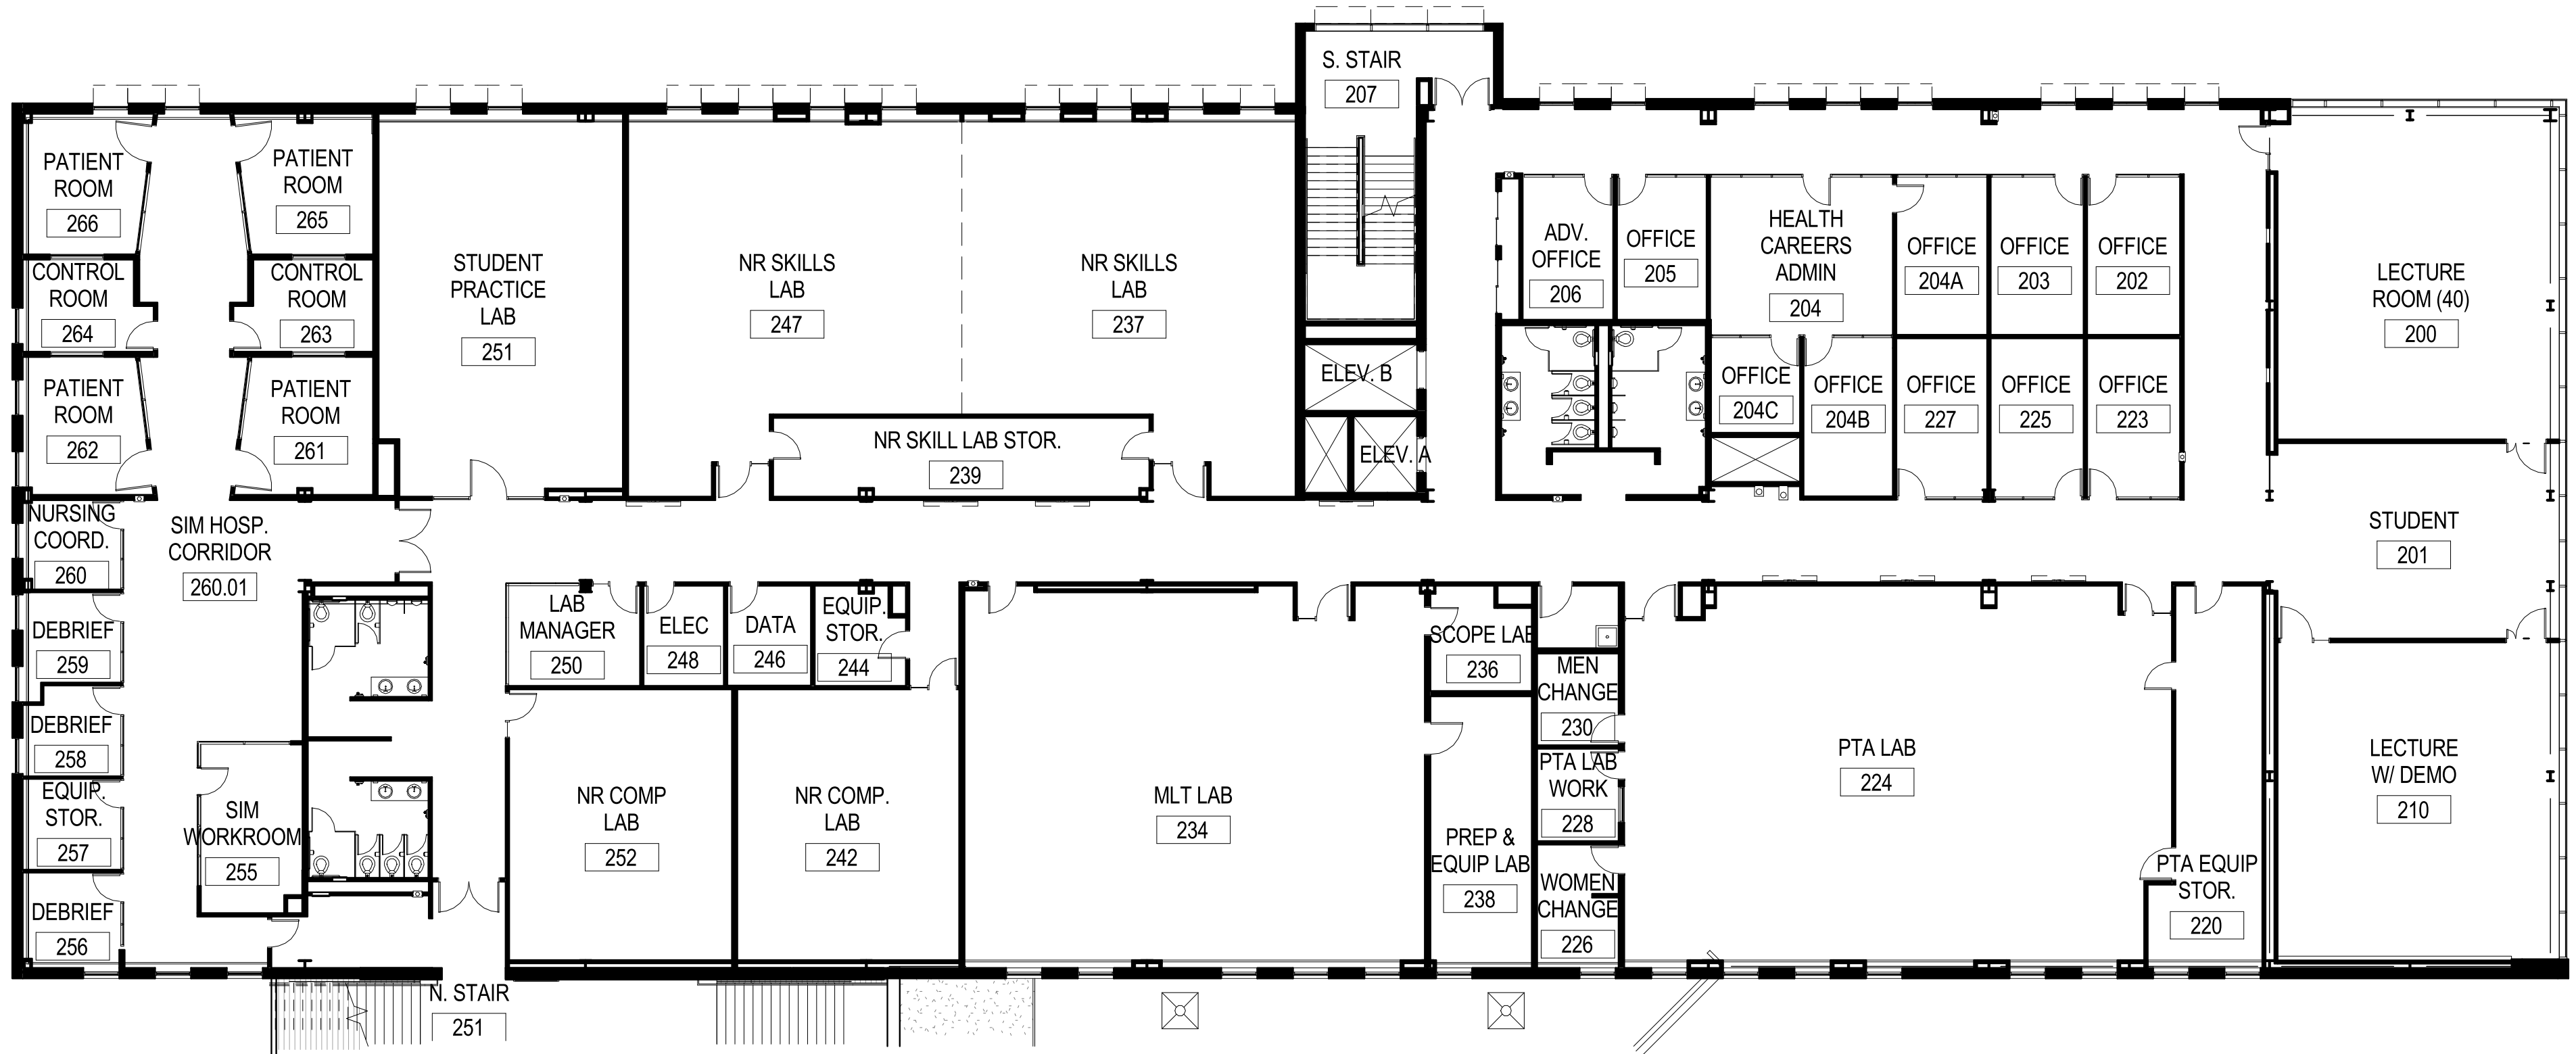 S. STAIR
207
PATIENT
ROOM
266
PATIENT
ROOM
265
CONTROL
ROOM
264
CONTROL
ROOM
263
PATIENT
ROOM
262
PATIENT
ROOM
261
STUDENT
PRACTICE
LAB
251
NR SKILLS
LAB
247
NR SKILLS
LAB
237
NR SKILL LAB STOR.
239
ELEV. B
ELEV. A
ADV.
OFFICE
206
OFFICE
205
HEALTH
CAREERS
ADMIN
204
OFFICE
204A
OFFICE
203
OFFICE
202
OFFICE
204C
OFFICE
204B
OFFICE
227
OFFICE
225
OFFICE
223
LECTURE
ROOM (40)
200
STUDENT
201
NURSING
COORD.
260
SIM HOSP.
CORRIDOR
260.01
DEBRIEF
259
DEBRIEF
258
EQUIP.
STOR.
257
DEBRIEF
256
SIM
WORKROOM
255
LAB
MANAGER
250
ELEC
248
DATA
246
EQUIP.
STOR.
244
NR COMP
LAB
252
NR COMP.
LAB
242
MLT LAB
234
SCOPE LAB
236
PREP &
EQUIP LAB
238
MEN
CHANGE
230
PTA LAB
WORK
228
WOMEN
CHANGE
226
PTA LAB
224
PTA EQUIP
STOR.
220
LECTURE
W/ DEMO
210
N. STAIR
251